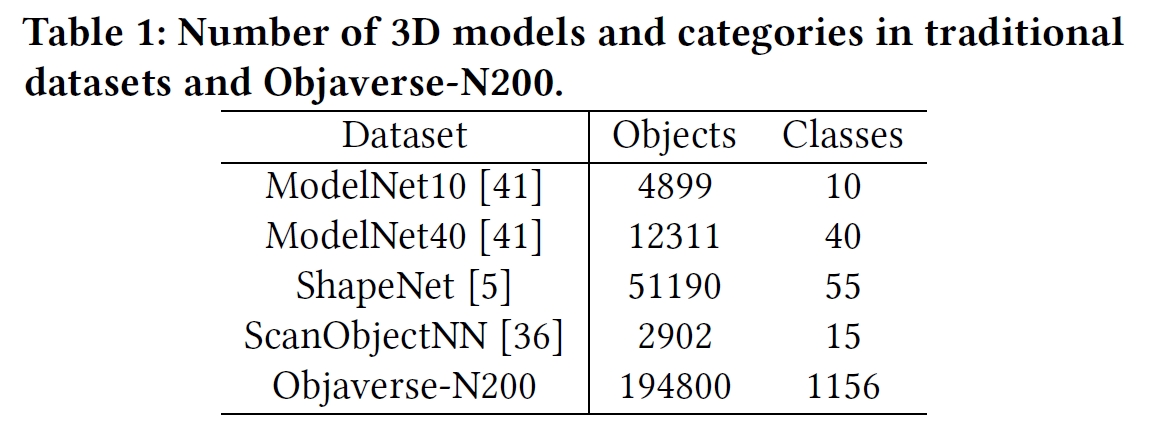 Table 1: Number of 3D models and categories in traditional
datasets and Objaverse-N200.
Dataset Objects Classes
ModelNet10 [41] 4899 10
ModelNet40 [41] 12311 40
ShapeNet [5] 51190 55
ScanObjectNN [36] 2902 15
Objaverse-N200 194800 1156